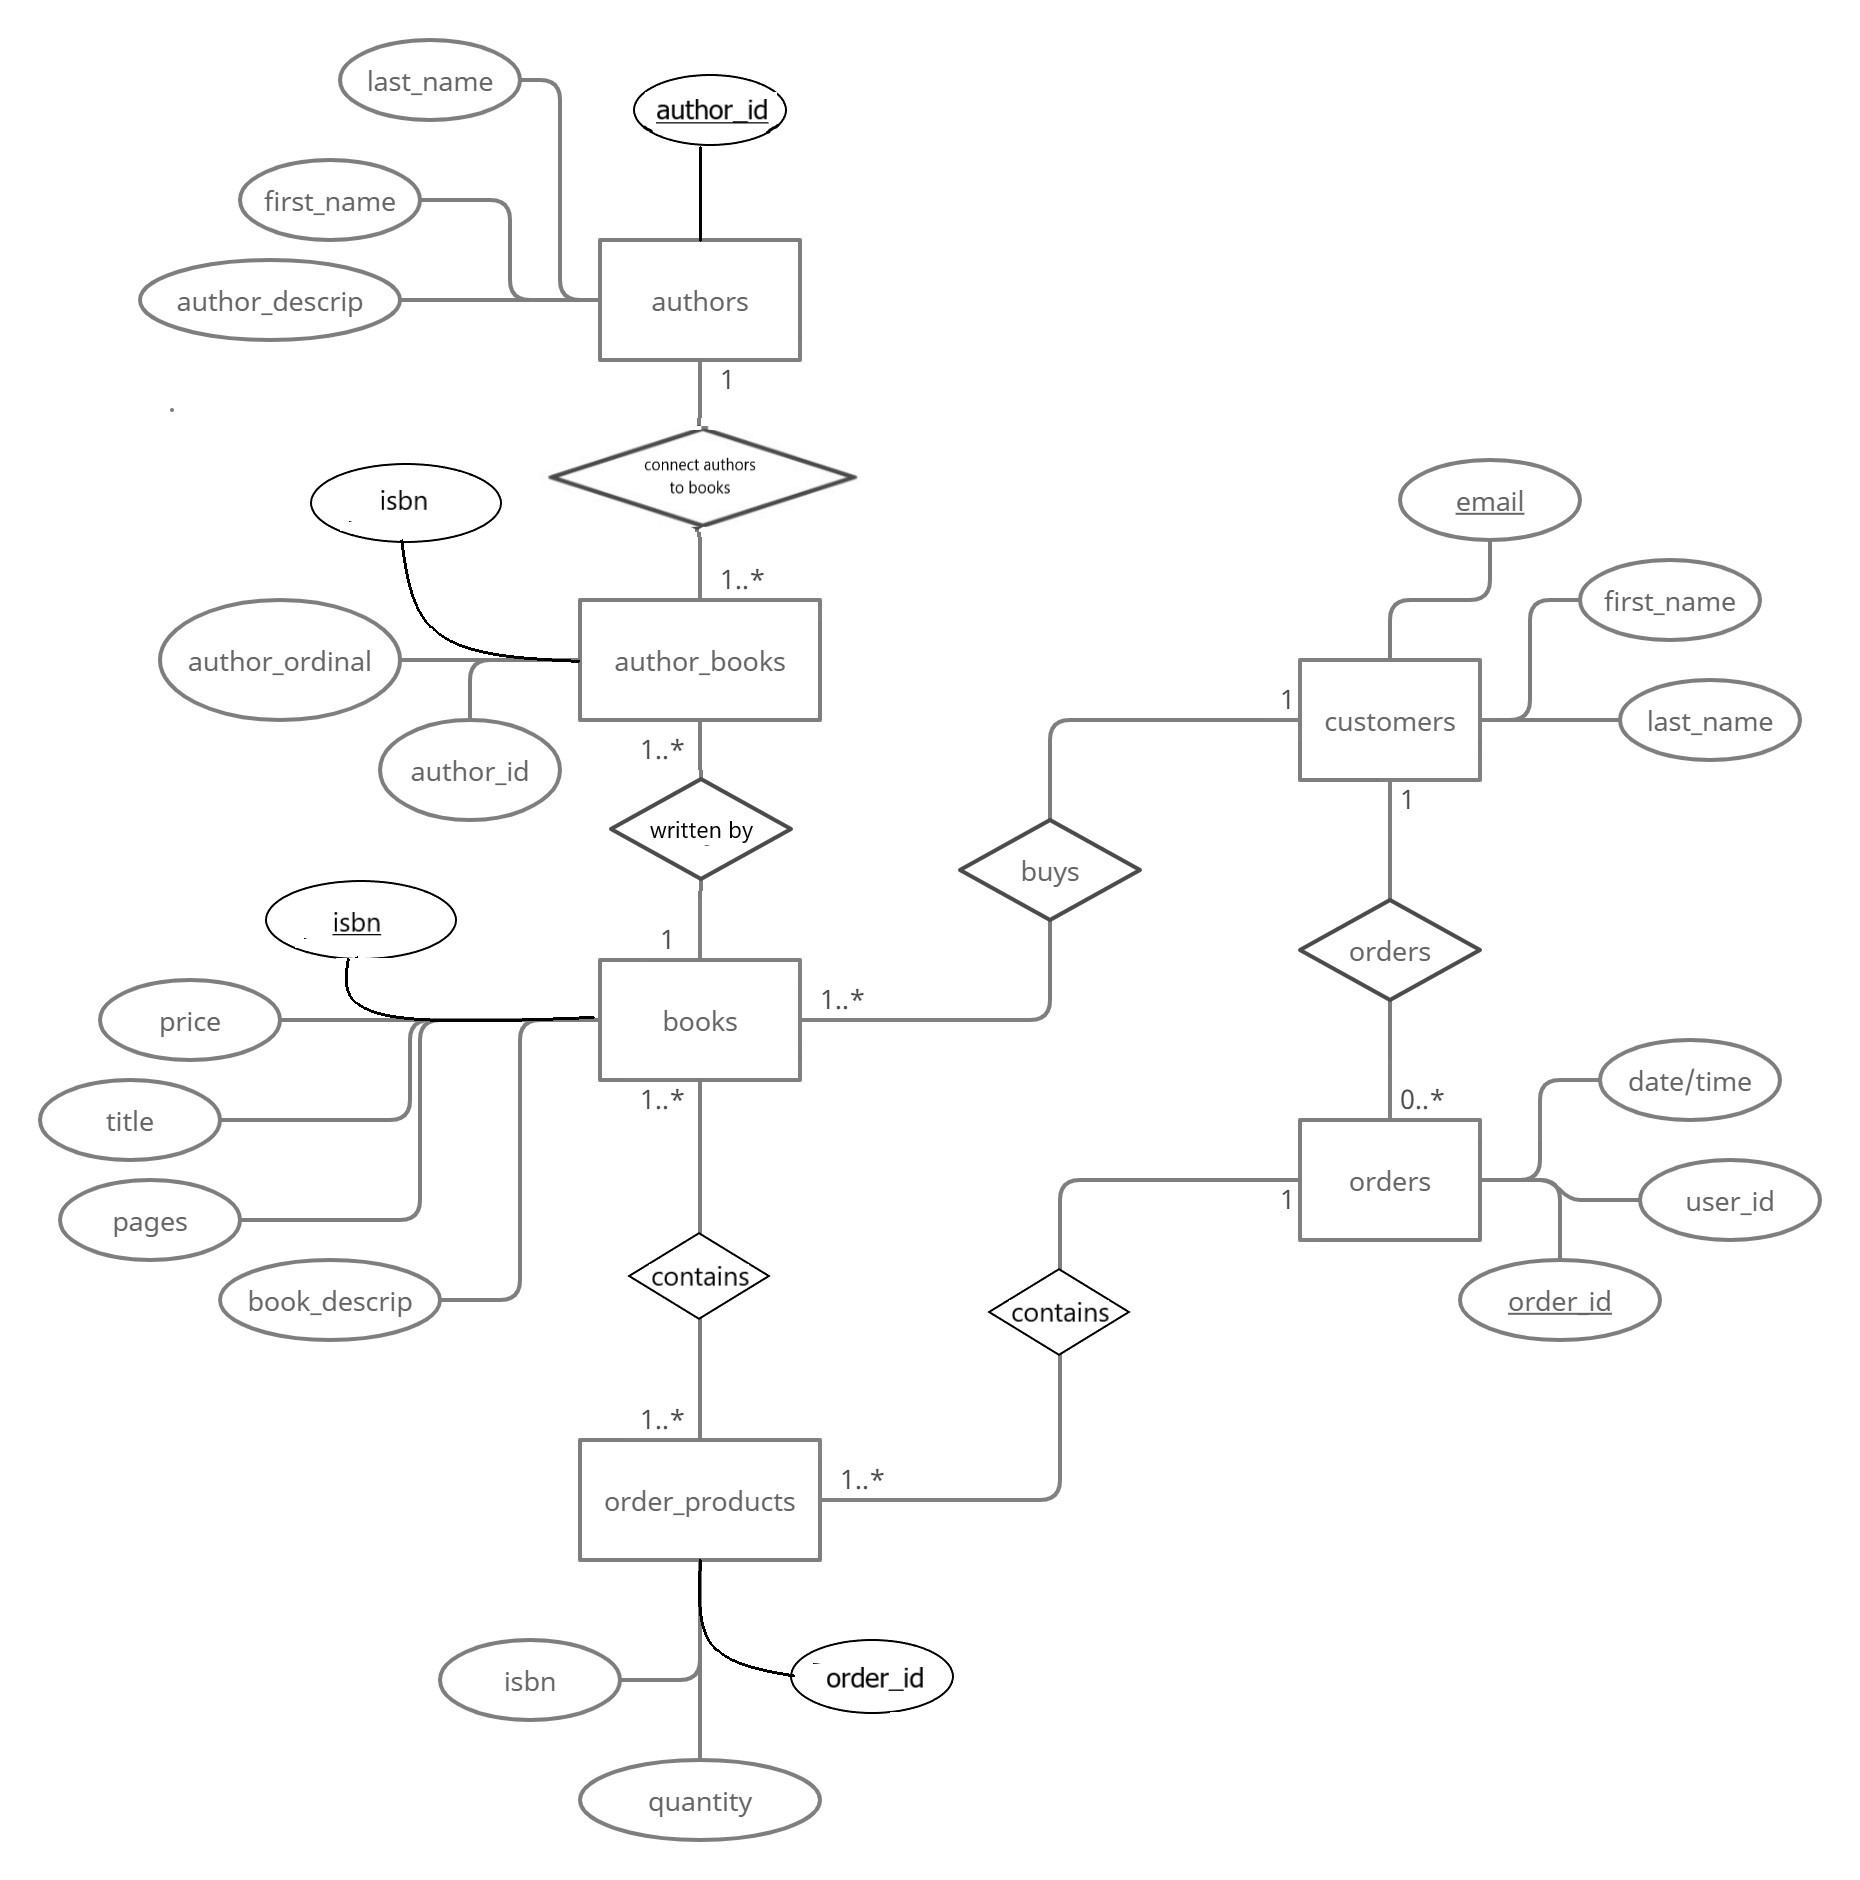 last_name
author_id
first_name
author_descrip
authors
1
connect authors
to books
isbn
1..*
author_ordinal
author_books
author_id
1..*
written by
isbn
1
price
books
1..*
title
1..*
pages
contains
book_descrip
1..*
order_products
1..*
isbn
order_id
quantity
email
first_name
1
customers
last_name
1
buys
orders
0..*
date/time
orders
1
user_id
order_id
contains